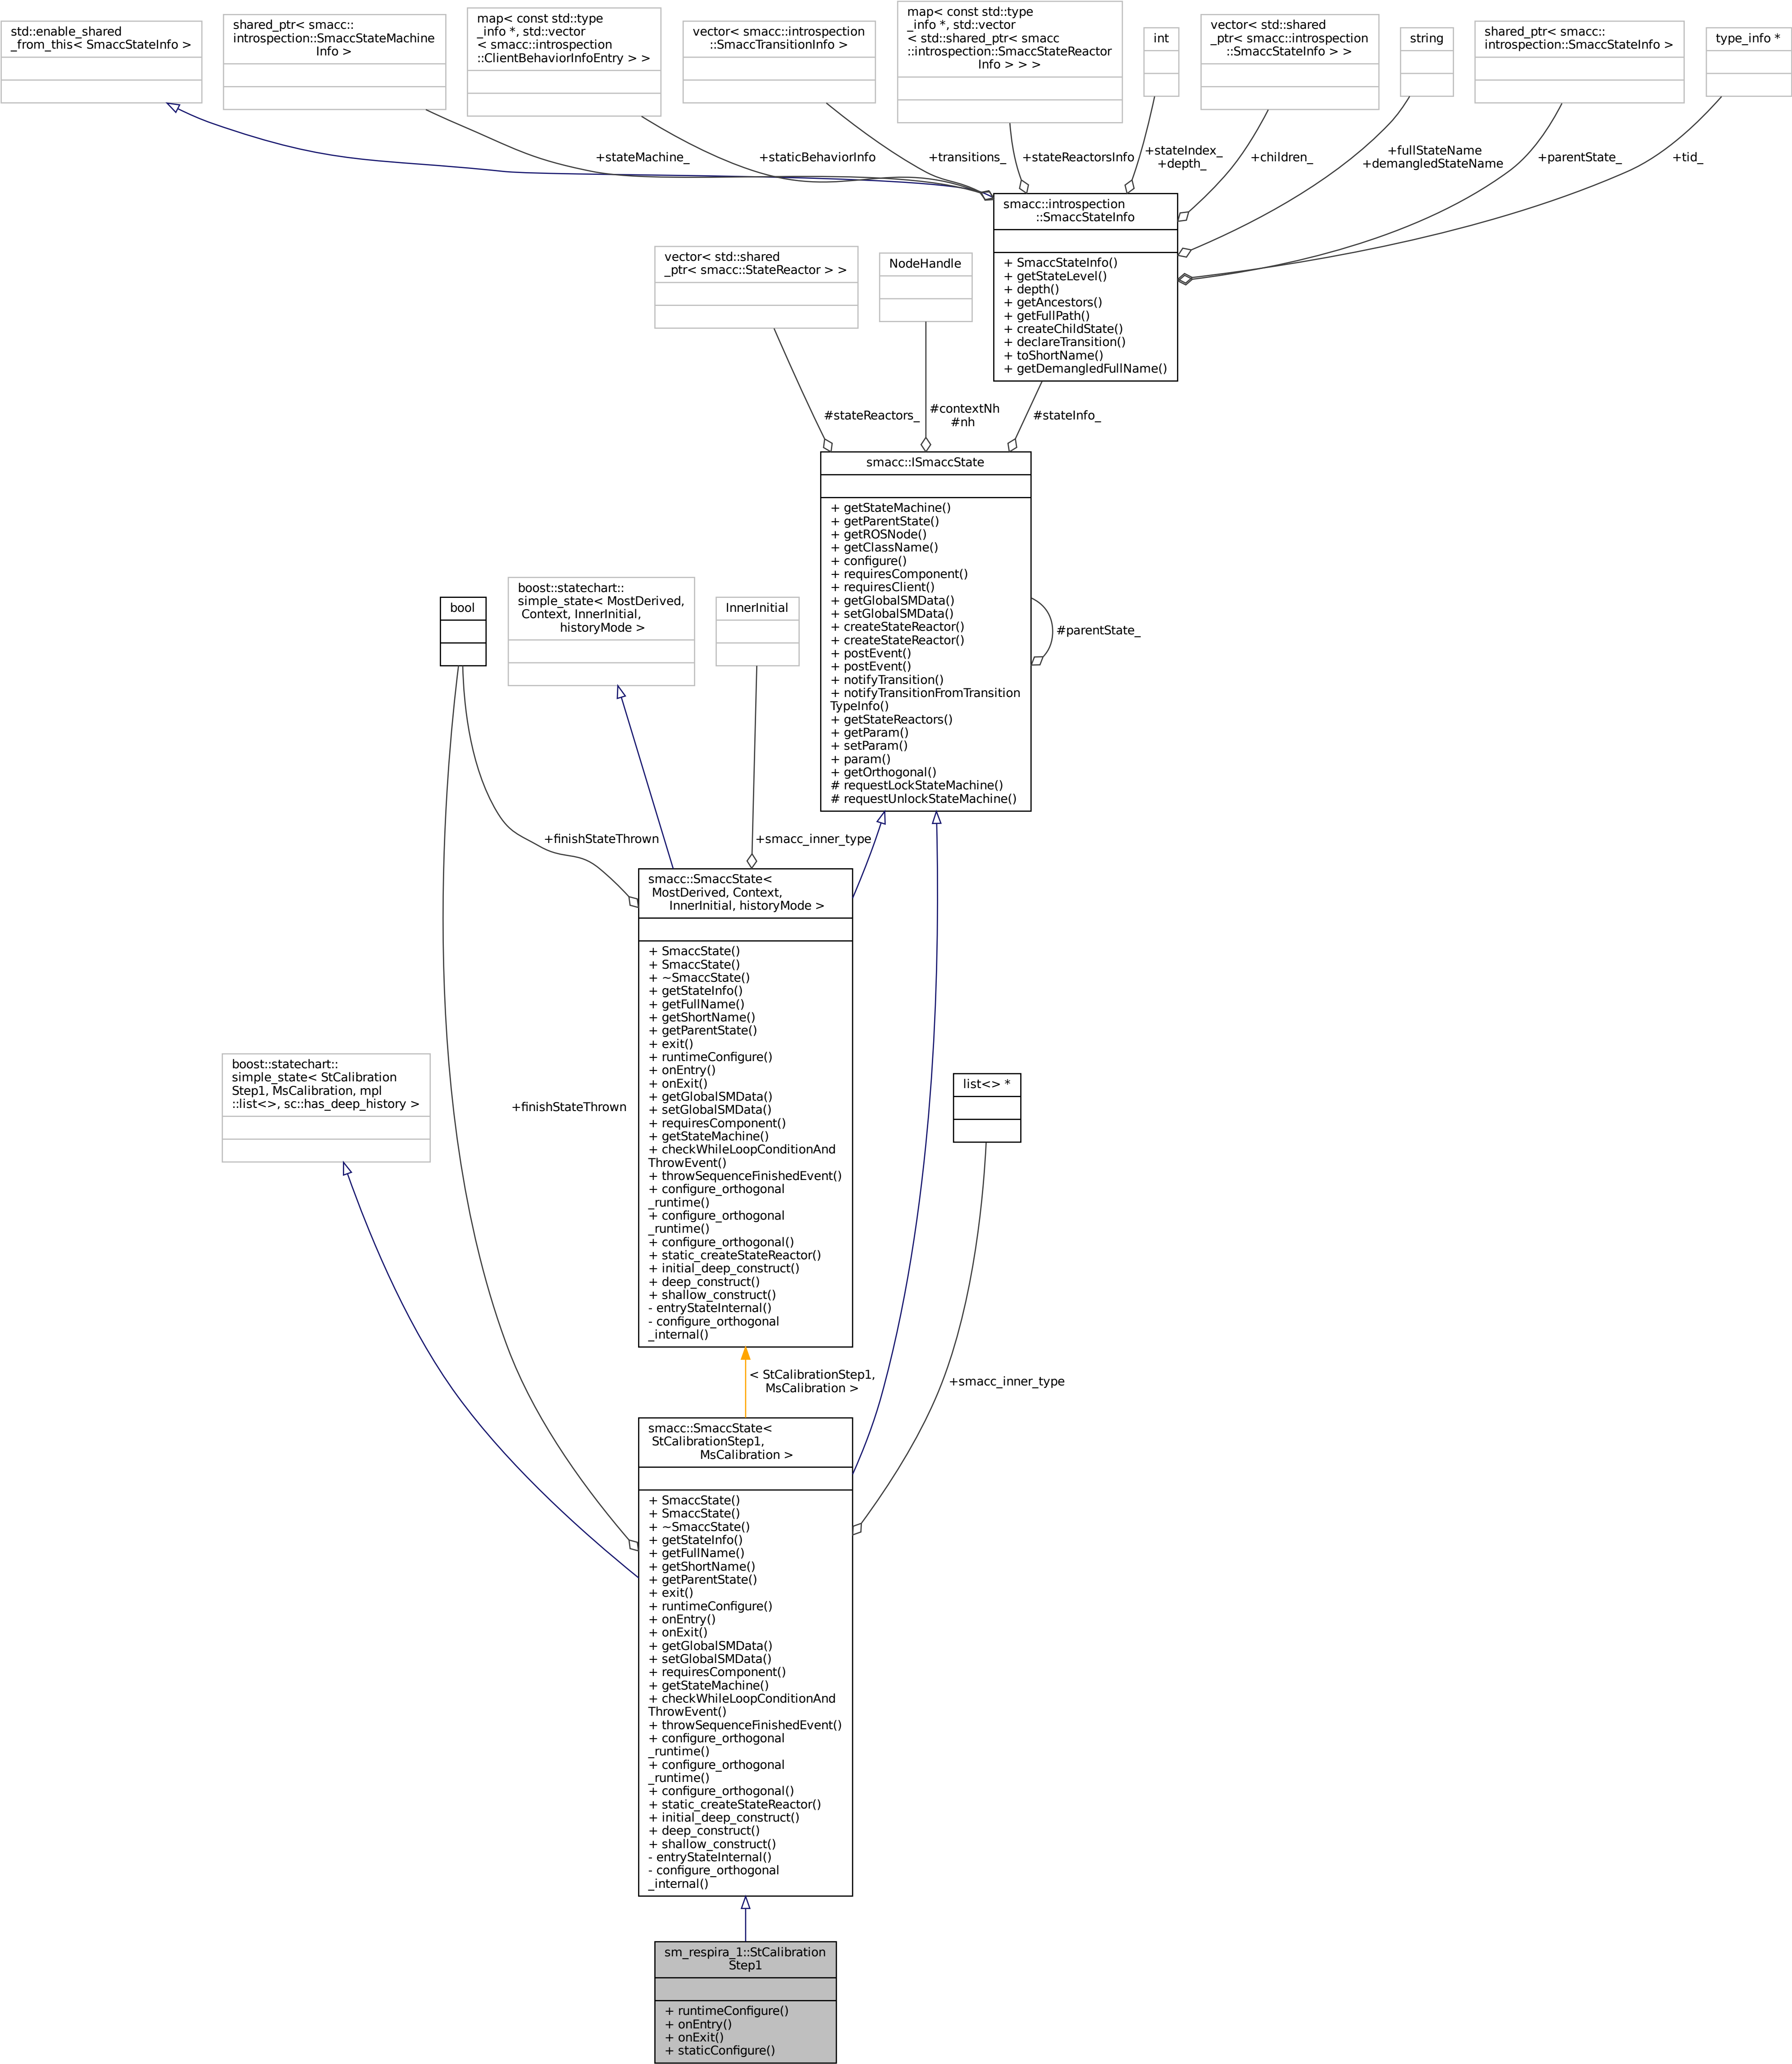 std::enable_shared
_from_this< SmaccStateInfo >
shared_ptr< smacc::
introspection::SmaccStateMachine
Info >
map< const std::type
_info *, std::vector
< smacc::introspection
::ClientBehaviorInfoEntry > >
vector< smacc::introspection
::SmaccTransitionInfo >
map< const std::type
_info *, std::vector
< std::shared_ptr< smacc
::introspection::SmaccStateReactor
Info > > >
int
vector< std::shared
_ptr< smacc::introspection
::SmaccStateInfo > >
string
shared_ptr< smacc::
introspection::SmaccStateInfo >
type_info *
+stateMachine_
+staticBehaviorInfo
+transitions_
+stateReactorsInfo
+stateIndex_
+depth_
+children_
+fullStateName
+demangledStateName
+parentState_
+tid_
smacc::introspection
::SmaccStateInfo
+ SmaccStateInfo()
+ getStateLevel()
+ depth()
+ getAncestors()
+ getFullPath()
+ createChildState()
+ declareTransition()
+ toShortName()
+ getDemangledFullName()
vector< std::shared
_ptr< smacc::StateReactor > >
NodeHandle
#stateReactors_
#contextNh
#nh
#stateInfo_
smacc::ISmaccState
+ getStateMachine()
+ getParentState()
+ getROSNode()
+ getClassName()
+ configure()
+ requiresComponent()
+ requiresClient()
+ getGlobalSMData()
+ setGlobalSMData()
+ createStateReactor()
+ createStateReactor()
+ postEvent()
+ postEvent()
+ notifyTransition()
+ notifyTransitionFromTransition
TypeInfo()
+ getStateReactors()
+ getParam()
+ setParam()
+ param()
+ getOrthogonal()
# requestLockStateMachine()
# requestUnlockStateMachine()
#parentState_
bool
boost::statechart::
simple_state< MostDerived,
Context, InnerInitial,
historyMode >
InnerInitial
+finishStateThrown
+smacc_inner_type
smacc::SmaccState<
MostDerived, Context,
InnerInitial, historyMode >
+ SmaccState()
+ SmaccState()
+ ~SmaccState()
+ getStateInfo()
+ getFullName()
+ getShortName()
+ getParentState()
+ exit()
+ runtimeConfigure()
+ onEntry()
+ onExit()
+ getGlobalSMData()
+ setGlobalSMData()
+ requiresComponent()
+ getStateMachine()
+ checkWhileLoopConditionAnd
ThrowEvent()
+ throwSequenceFinishedEvent()
+ configure_orthogonal
_runtime()
+ configure_orthogonal
_runtime()
+ configure_orthogonal()
+ static_createStateReactor()
+ initial_deep_construct()
+ deep_construct()
+ shallow_construct()
- entryStateInternal()
- configure_orthogonal
_internal()
boost::statechart::
simple_state< StCalibration
Step1, MsCalibration, mpl
::list<>, sc::has_deep_history >
+finishStateThrown
list<> *
< StCalibrationStep1,
MsCalibration >
+smacc_inner_type
smacc::SmaccState<
StCalibrationStep1,
MsCalibration >
+ SmaccState()
+ SmaccState()
+ ~SmaccState()
+ getStateInfo()
+ getFullName()
+ getShortName()
+ getParentState()
+ exit()
+ runtimeConfigure()
+ onEntry()
+ onExit()
+ getGlobalSMData()
+ setGlobalSMData()
+ requiresComponent()
+ getStateMachine()
+ checkWhileLoopConditionAnd
ThrowEvent()
+ throwSequenceFinishedEvent()
+ configure_orthogonal
_runtime()
+ configure_orthogonal
_runtime()
+ configure_orthogonal()
+ static_createStateReactor()
+ initial_deep_construct()
+ deep_construct()
+ shallow_construct()
- entryStateInternal()
- configure_orthogonal
_internal()
sm_respira_1::StCalibration
Step1
+ runtimeConfigure()
+ onEntry()
+ onExit()
+ staticConfigure()